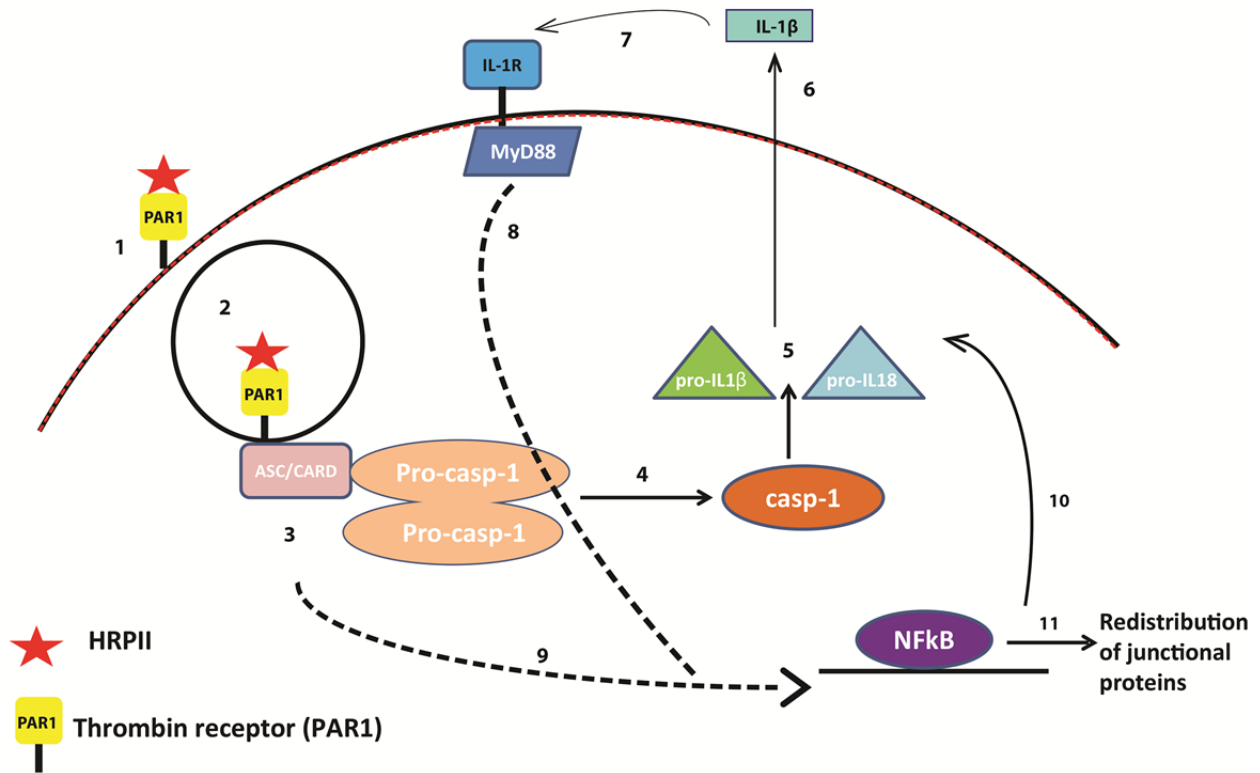 IL-1β
7
IL-1R
6
MyD88
PAR1
1
8
2
5
pro-IL1β
pro-IL18
PAR1
ASC/CARD
Pro-casp-1
4
casp-1
10
3
Pro-casp-1
NFkB
11
Redistribution
of junctional
proteins
HRPII
9
PAR1
Thrombin receptor (PAR1)